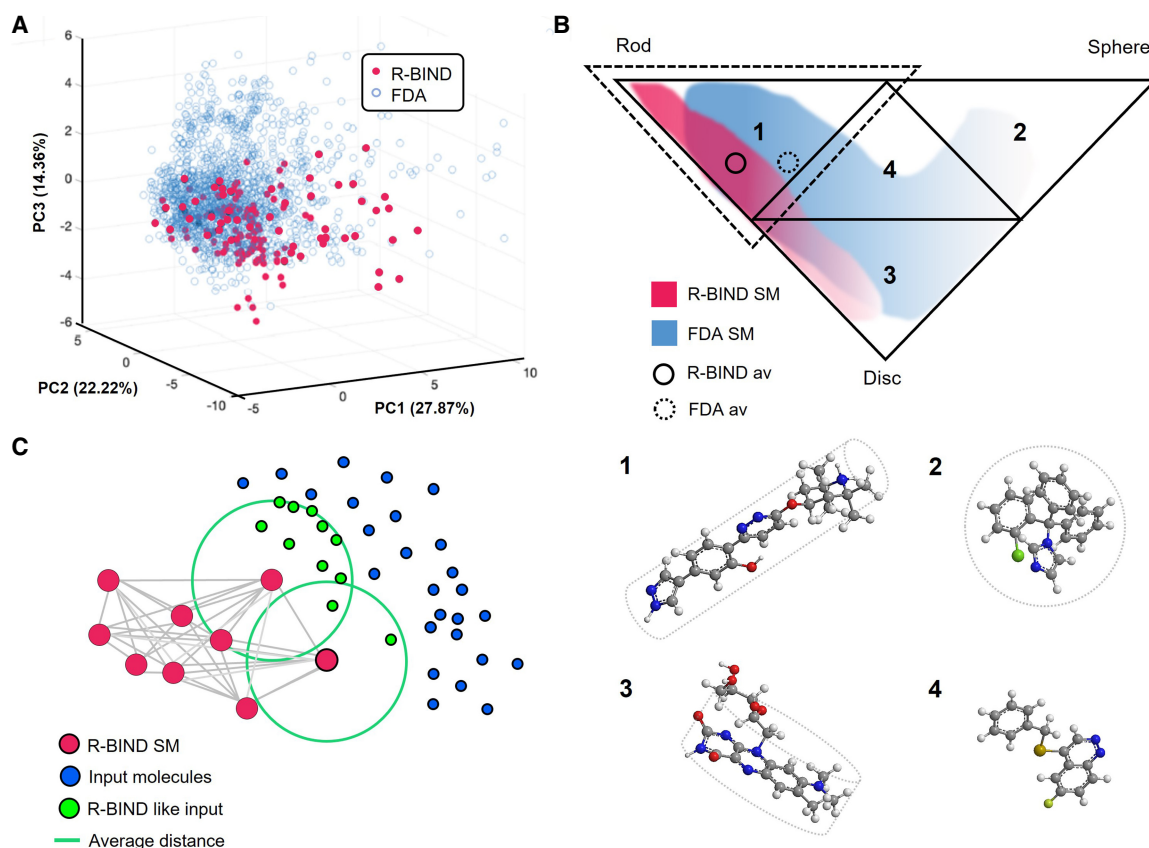 A
6
4
2
0
-2
-4
-6
PC3 (14.36%)
5
0
-5
-10
PC2 (22.22%)
-5
0
5
10
PC1 (27.87%)
R-BIND
FDA
B
Rod
Sphere
1
2
4
3
Disc
R-BIND SM
FDA SM
R-BIND av
FDA av
C
R-BIND SM
Input molecules
R-BIND like input
Average distance
1
2
3
4